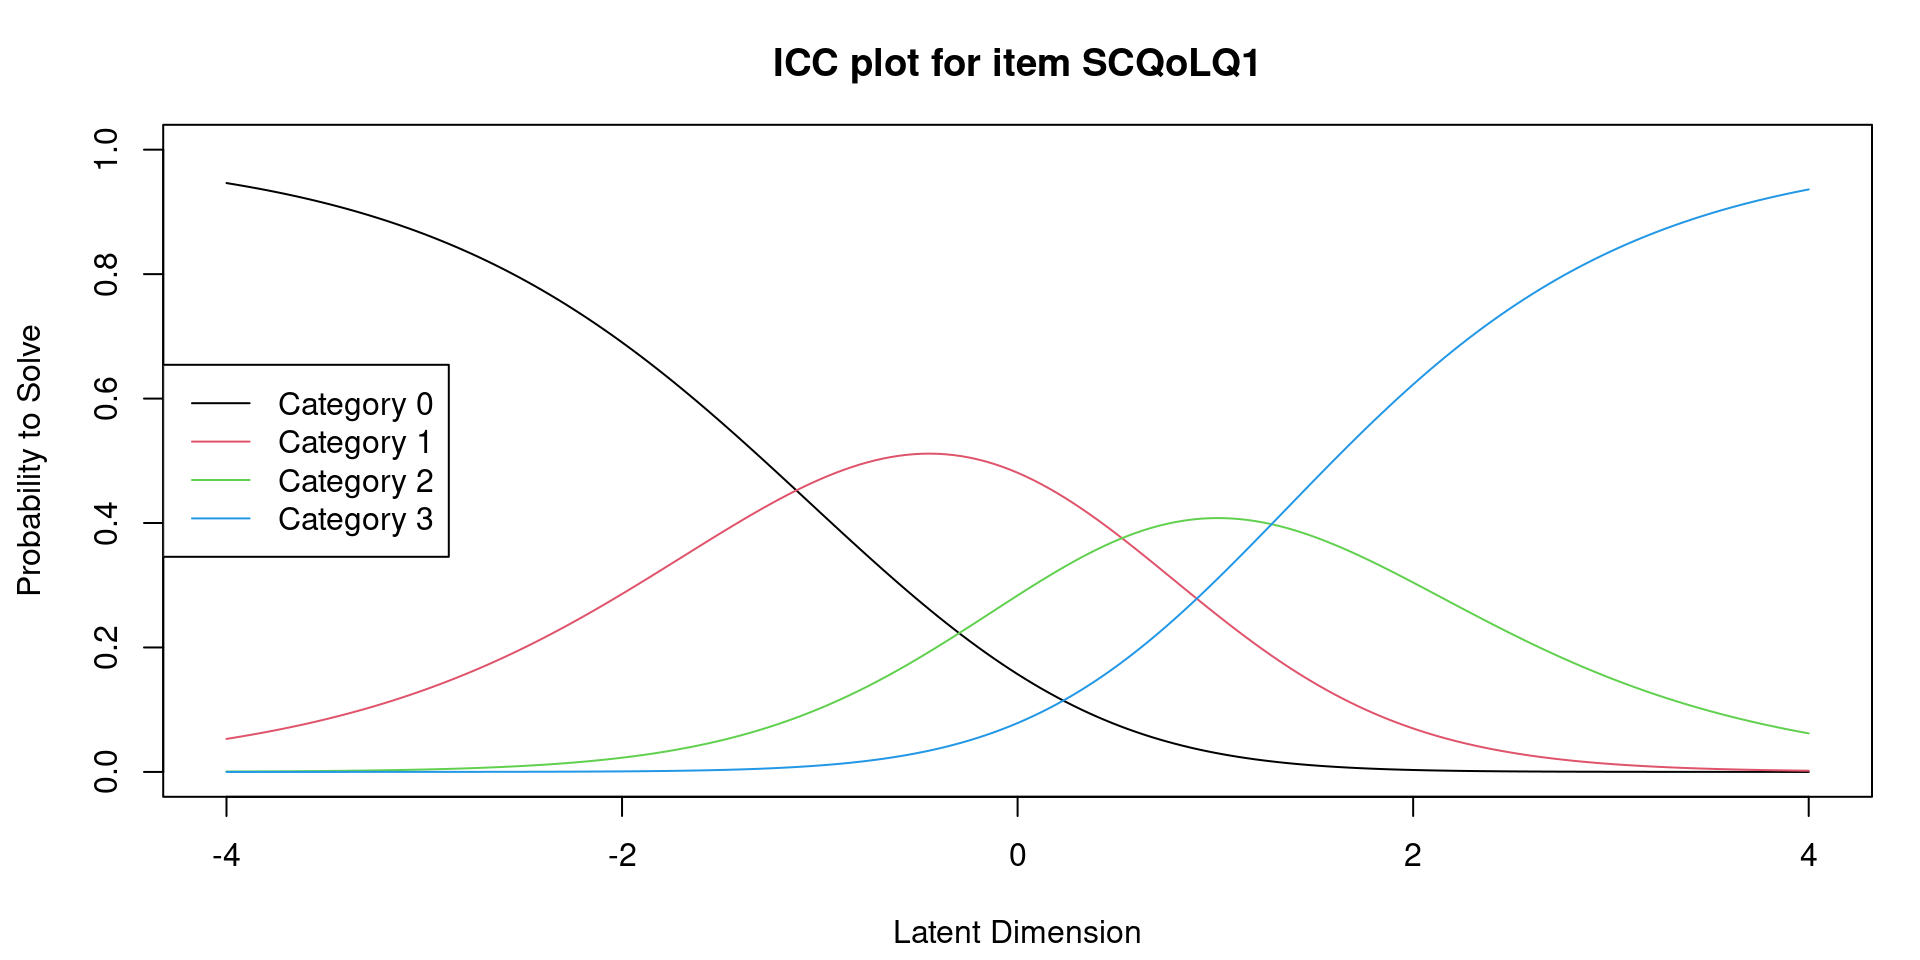 ICC plot for item SCQoLQ1
Probability to Solve
1.0
0.8
0.6
0.4
0.2
0.0
Category 0
Category 1
Category 2
Category 3
-4 -2 0 2 4
Latent Dimension